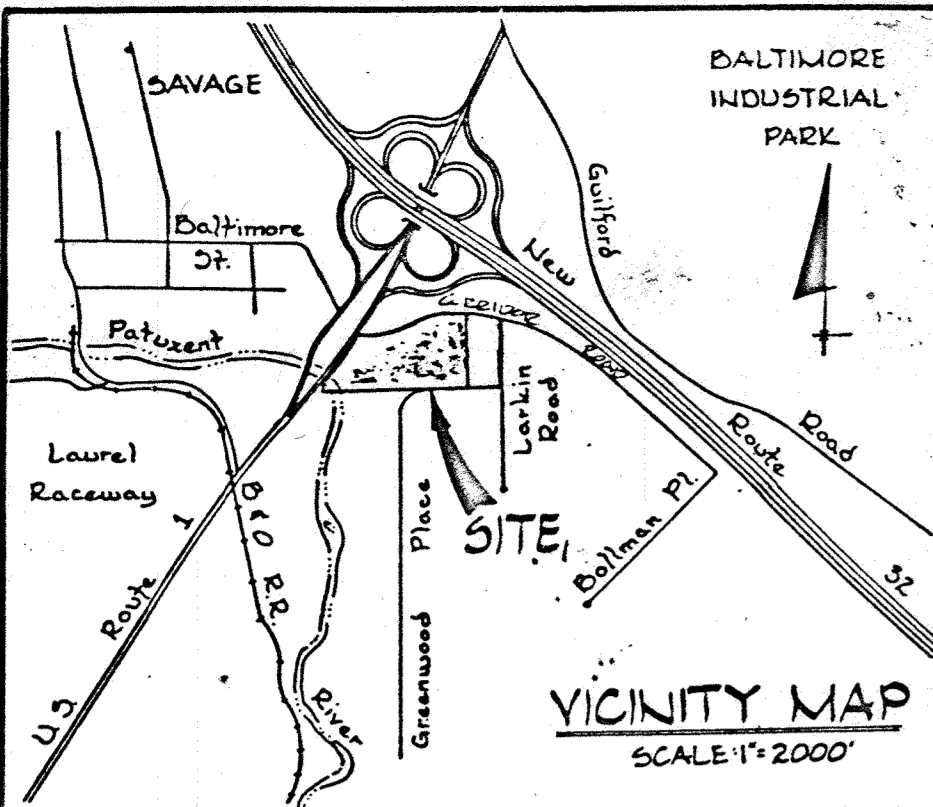 BALTIMORE
INDUSTRIAL
PARK
SAVAGE
Guilford
Road
Baltimore
St.
New
Route
32
Patuxent
River
Larkin
Road
Laurel
Raceway
B & O
R.R.
Greenwood Place
SITE
Bollman Pl.
U.S. Route 1
VICINITY MAP
SCALE: 1"=2000'